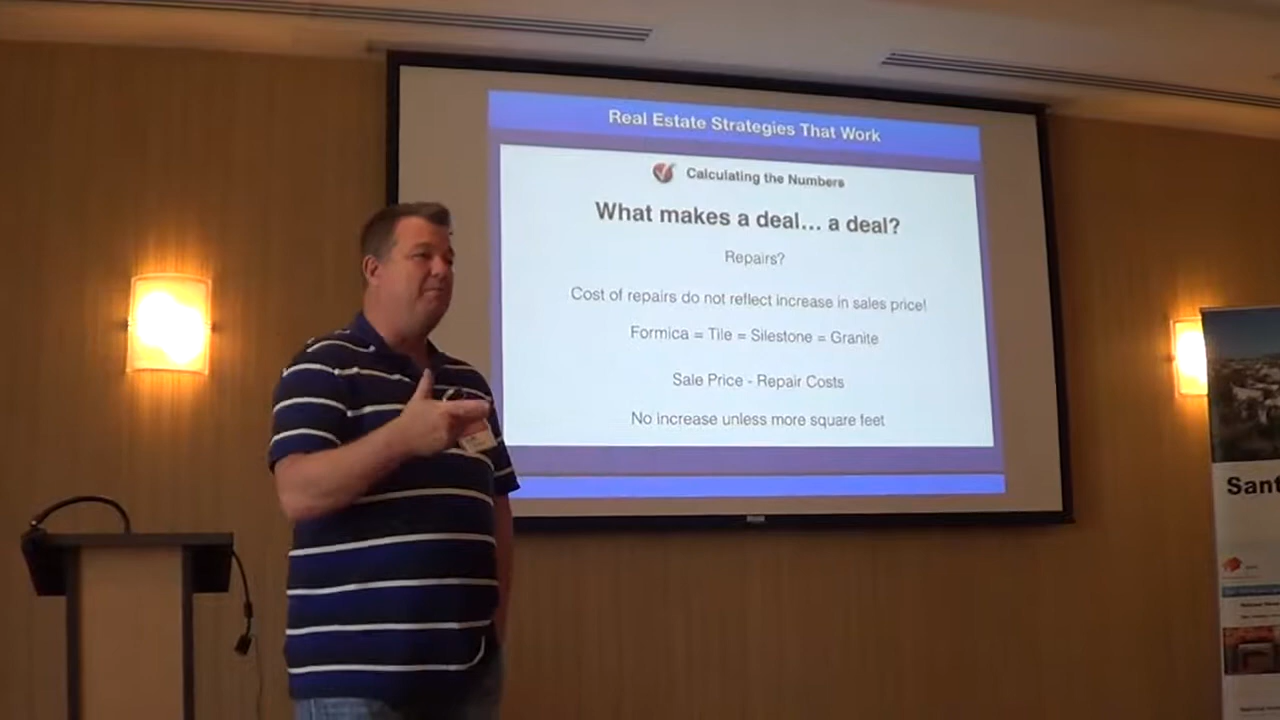 Real Estate Strategies That Work
Calculating the Numbers
What makes a deal... a deal?
Repairs?
Cost of repairs do not reflect increase in sales price!
Formica = Tile = Silestone = Granite
Sale Price - Repair Costs
No increase unless more square feet
Sant